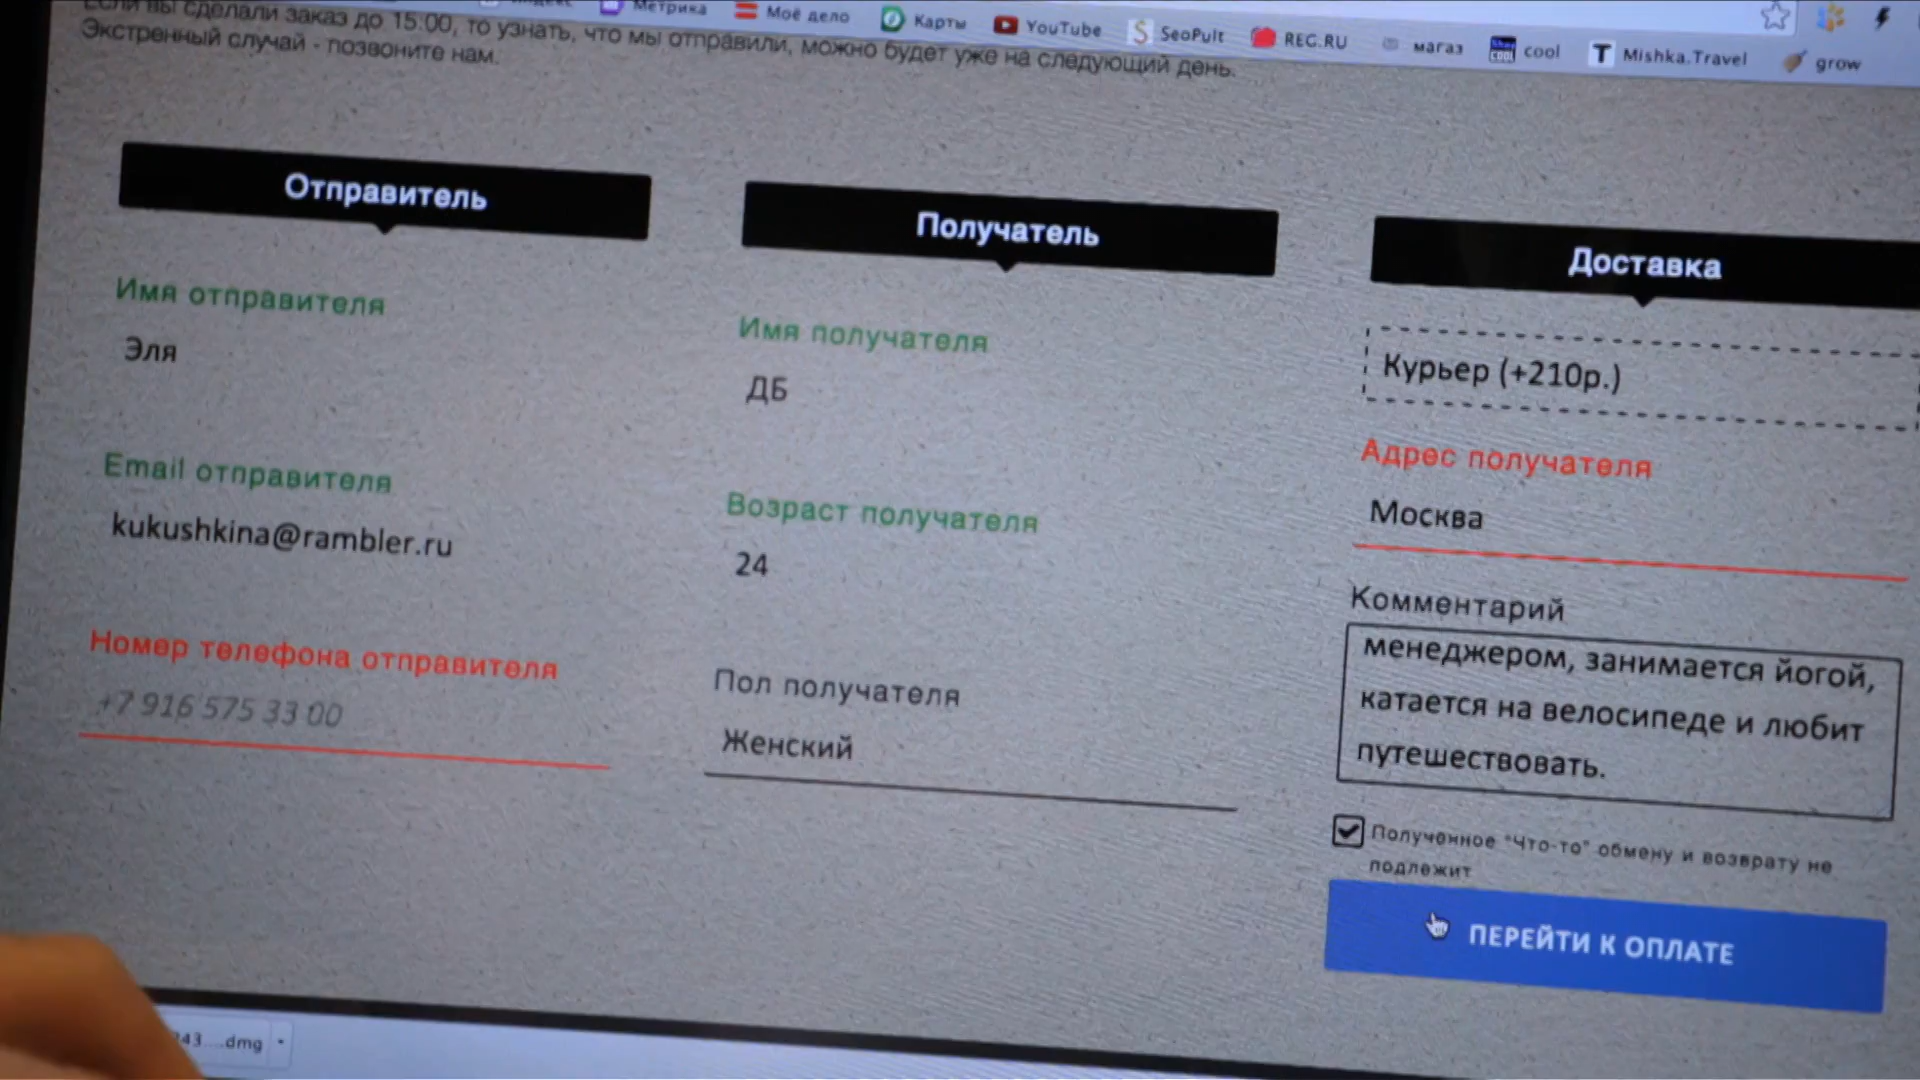 Метрика
Моё дело
Карты
YouTube
SeoPult
REG.RU
магаз
cool
Mishka.Travel
grow
Если вы сделали заказ до 15:00, то узнать, что мы отправили, можно будет уже на следующий день.
Экстренный случай - позвоните нам.
Отправитель
Имя отправителя
Эля
Email отправителя
kukushkina@rambler.ru
Номер телефона отправителя
+7 916 575 33 00
Получатель
Имя получателя
ДБ
Возраст получателя
24
Пол получателя
Женский
Доставка
Курьер (+210р.)
Адрес получателя
Москва
Комментарий
менеджером, занимается йогой,
катается на велосипеде и любит
путешествовать.
Полученное "Что-то" обмену и возврату не
подлежит
ПЕРЕЙТИ К ОПЛАТЕ
43....dmg